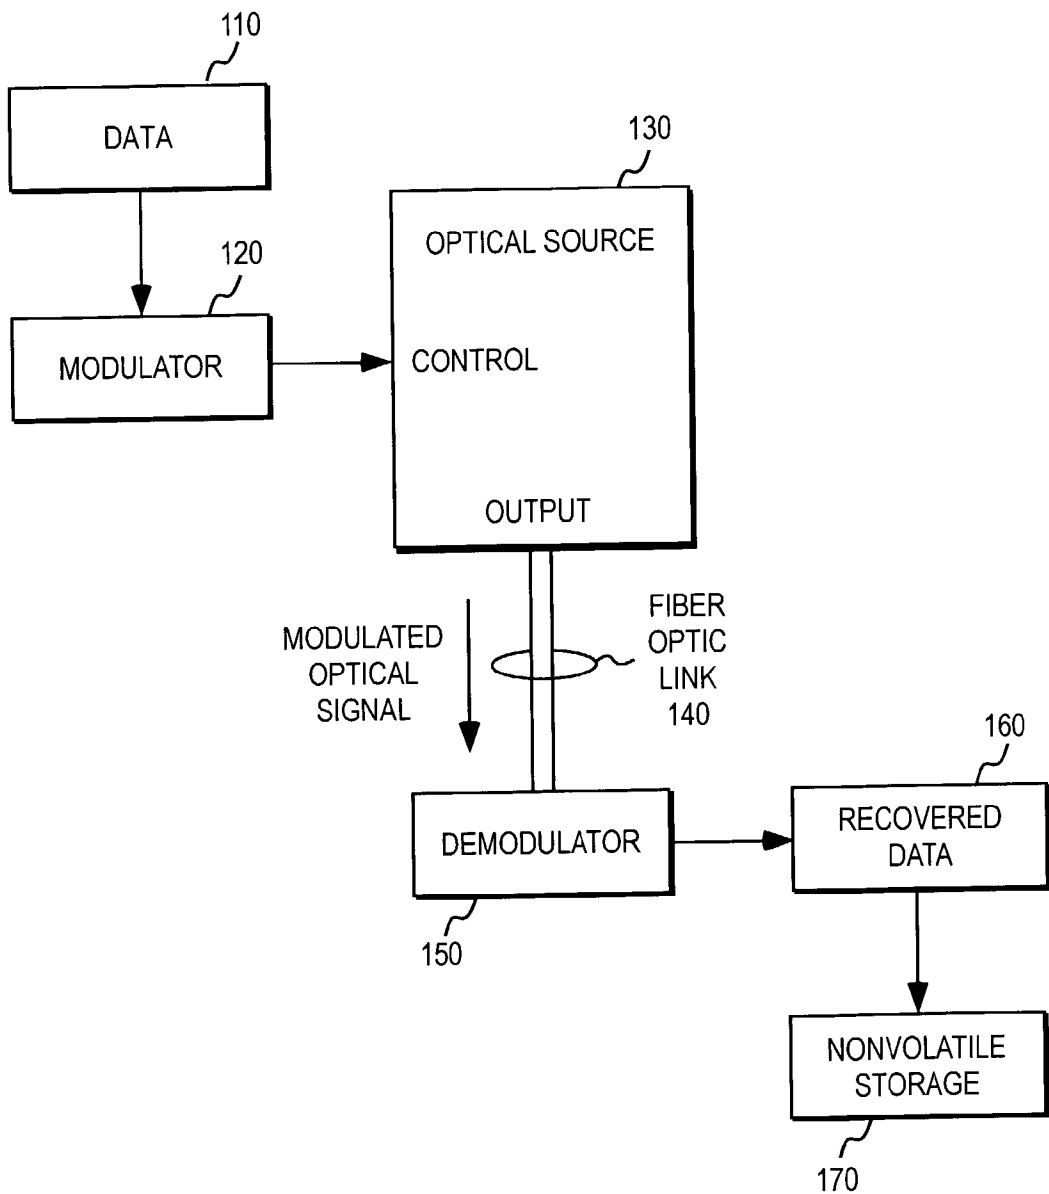 110
DATA
130
OPTICAL SOURCE
120
MODULATOR
CONTROL
OUTPUT
MODULATED
OPTICAL
SIGNAL
FIBER
OPTIC
LINK
140
160
DEMODULATOR
RECOVERED
DATA
150
NONVOLATILE
STORAGE
170